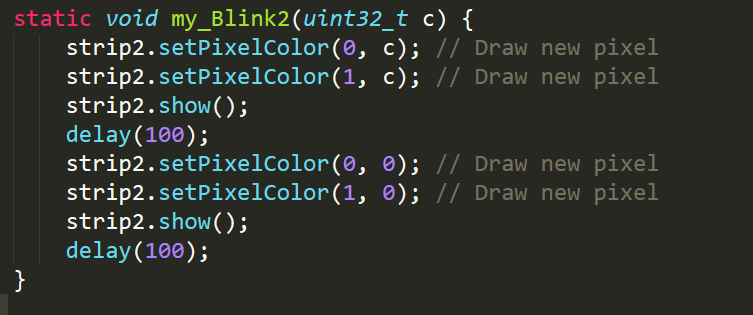 static void my_Blink2(uint32_t c) {
    strip2.setPixelColor(0, c); // Draw new pixel
    strip2.setPixelColor(1, c); // Draw new pixel
    strip2.show();
    delay(100);
    strip2.setPixelColor(0, 0); // Draw new pixel
    strip2.setPixelColor(1, 0); // Draw new pixel
    strip2.show();
    delay(100);
}